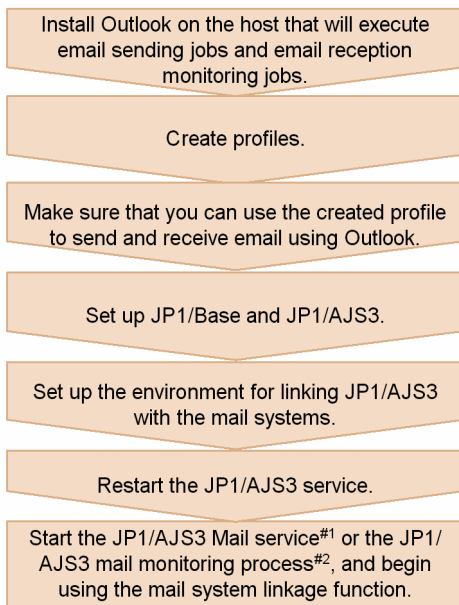 Install Outlook on the host that will execute
email sending jobs and email reception
monitoring jobs.
Create profiles.
Make sure that you can use the created profile
to send and receive email using Outlook.
Set up JP1/Base and JP1/AJS3.
Set up the environment for linking JP1/AJS3
with the mail systems.
Restart the JP1/AJS3 service.
Start the JP1/AJS3 Mail service#1 or the JP1/
AJS3 mail monitoring process#2, and begin
using the mail system linkage function.